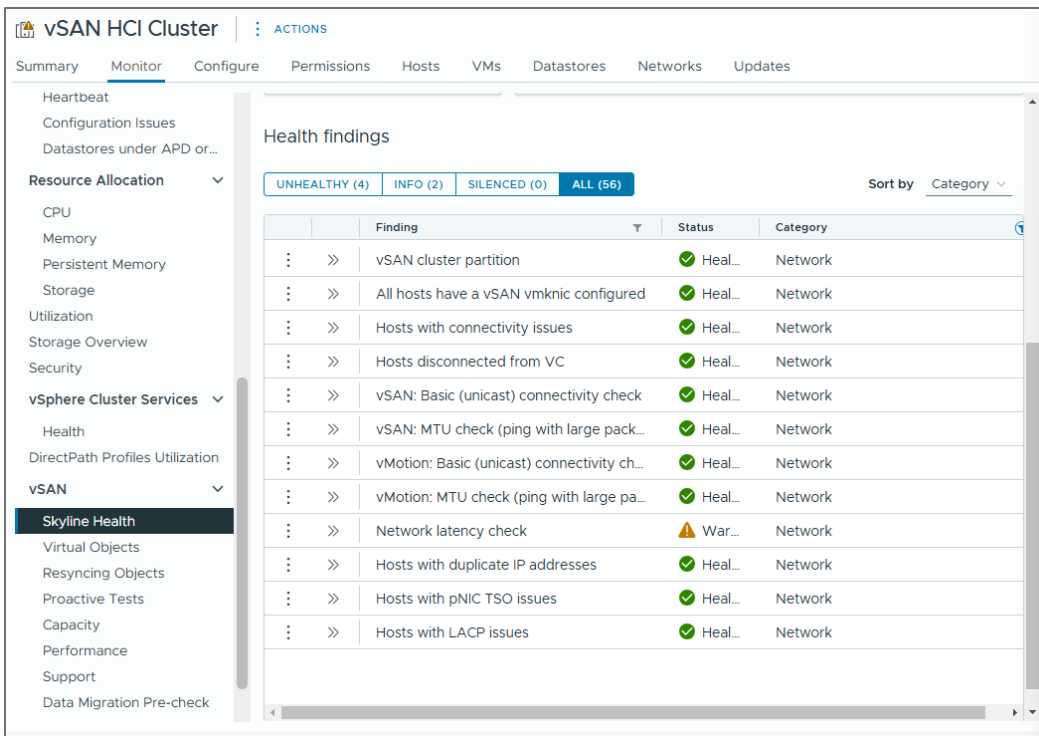 vSAN HCI Cluster
ACTIONS
Summary Monitor Configure Permissions Hosts VMs Datastores Networks Updates
Heartbeat
Configuration Issues
Datastores under APD or...
Resource Allocation
CPU
Memory
Persistent Memory
Storage
Utilization
Storage Overview
Security
vSphere Cluster Services
Health
DirectPath Profiles Utilization
vSAN
Skyline Health
Virtual Objects
Resyncing Objects
Proactive Tests
Capacity
Performance
Support
Data Migration Pre-check
Health findings
UNHEALTHY (4) INFO (2) SILENCED (0) ALL (56)
Sort by Category
Finding Status Category
vSAN cluster partition Heal... Network
All hosts have a vSAN vmknic configured Heal... Network
Hosts with connectivity issues Heal... Network
Hosts disconnected from VC Heal... Network
vSAN: Basic (unicast) connectivity check Heal... Network
vSAN: MTU check (ping with large pack... Heal... Network
vMotion: Basic (unicast) connectivity ch... Heal... Network
vMotion: MTU check (ping with large pa... Heal... Network
Network latency check War... Network
Hosts with duplicate IP addresses Heal... Network
Hosts with pNIC TSO issues Heal... Network
Hosts with LACP issues Heal... Network